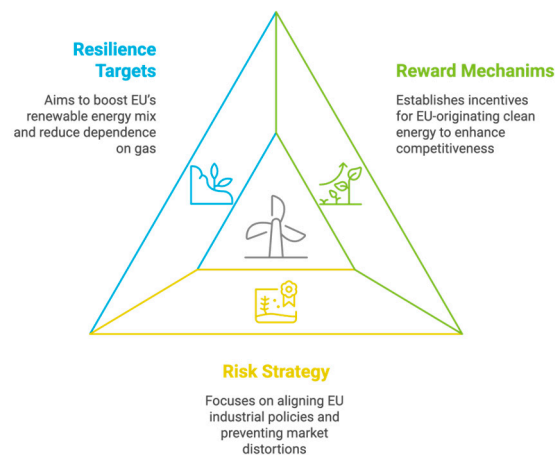 Resilience
Targets
Aims to boost EU's
renewable energy mix
and reduce dependence
on gas
Reward Mechanims
Establishes incentives
for EU-originating clean
energy to enhance
competitiveness
Risk Strategy
Focuses on aligning EU
industrial policies and
preventing market
distortions